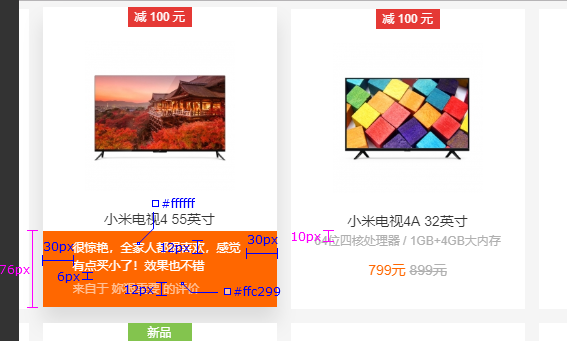 减 100 元
减 100 元
#ffffff
小米电视4 55英寸
小米电视4A 32英寸
30px
很惊艳，全家人都很喜欢，感觉
12px
30px
10px
64位四核处理器 / 1GB+4GB大内存
76px
有点买小了！效果也不错
6px
799元 899元
来自于
的评价
12px
#ffc299
新品